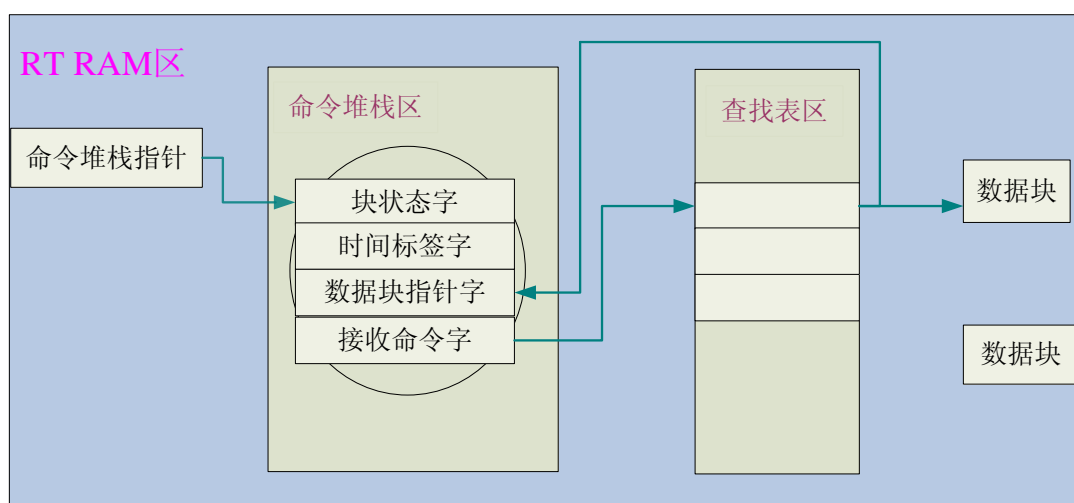 RT RAM区
命令堆栈区
查找表区
命令堆栈指针
块状态字
时间标签字
数据块指针字
接收命令字
数据块
数据块